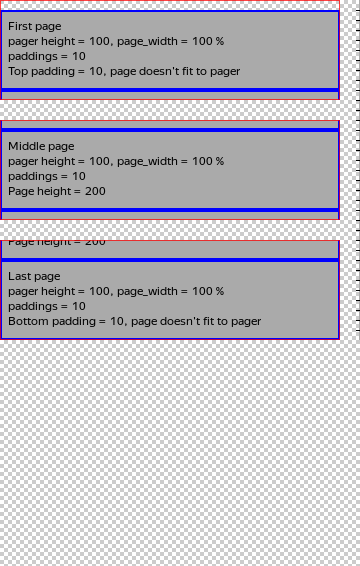 First page
pager height = 100, page_width = 100 %
paddings = 10
Top padding = 10, page doesn't fit to pager
Middle page
pager height = 100, page_width = 100 %
paddings = 10
Page height = 200
Page height = 200
Last page
pager height = 100, page_width = 100 %
paddings = 10
Bottom padding = 10, page doesn't fit to pager